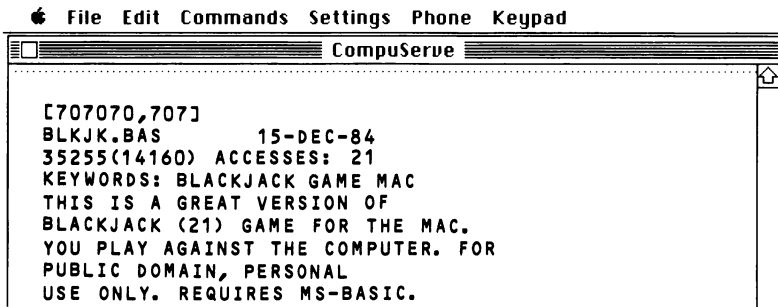 File Edit Commands Settings Phone Keypad
CompuServe
[707070,707]
BLKJK.BAS 15-DEC-84
35255(14160) ACCESSES: 21
KEYWORDS: BLACKJACK GAME MAC
THIS IS A GREAT VERSION OF
BLACKJACK (21) GAME FOR THE MAC.
YOU PLAY AGAINST THE COMPUTER. FOR
PUBLIC DOMAIN, PERSONAL
USE ONLY. REQUIRES MS-BASIC.